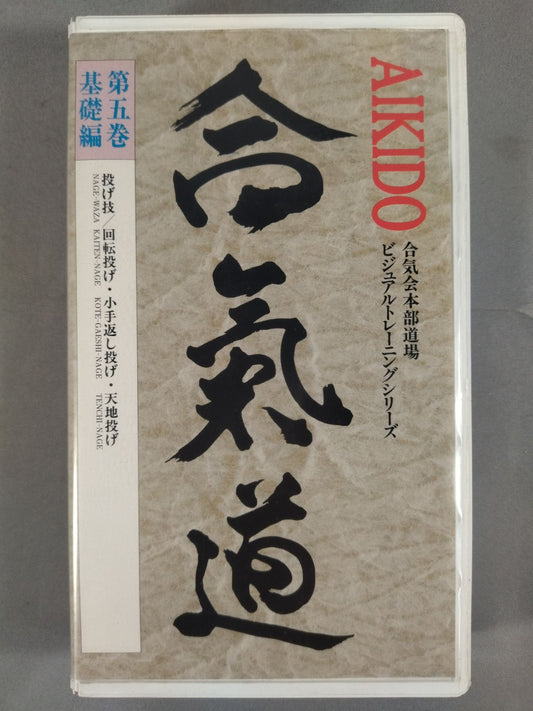 AIKIDO
合気会本部道場
ビジュアルトレーニングシリーズ
合氣道
第五巻
基礎編
投げ技／回転投げ・小手返し投げ・天地投げ
NAGE-WAZA KAITEN-NAGE KOTE-GAESHI-NAGE TENCHI-NAGE